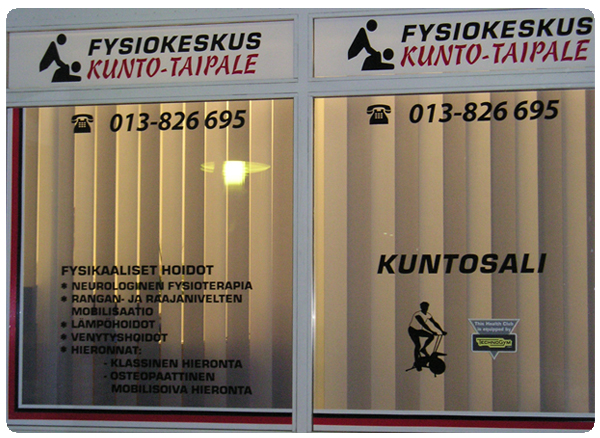 FYSIOKESKUS
KUNTO-TAIPALE
013-826 695
FYSIKAALISET HOIDOT
NEUROLOGINEN FYSIOTERAPIA
RANGAN- JA RAAJANIVELTEN
MOBILISAATIO
LÄMPÖHOIDOT
VENYTYSHOIDOT
HIERONNAT:
- KLASSINEN HIERONTA
- OSTEOPAATTINEN
MOBILISOIVA HIERONTA
FYSIOKESKUS
KUNTO-TAIPALE
013-826 695
KUNTOSALI
This Health Club
is equipped by
TECHNOGYM